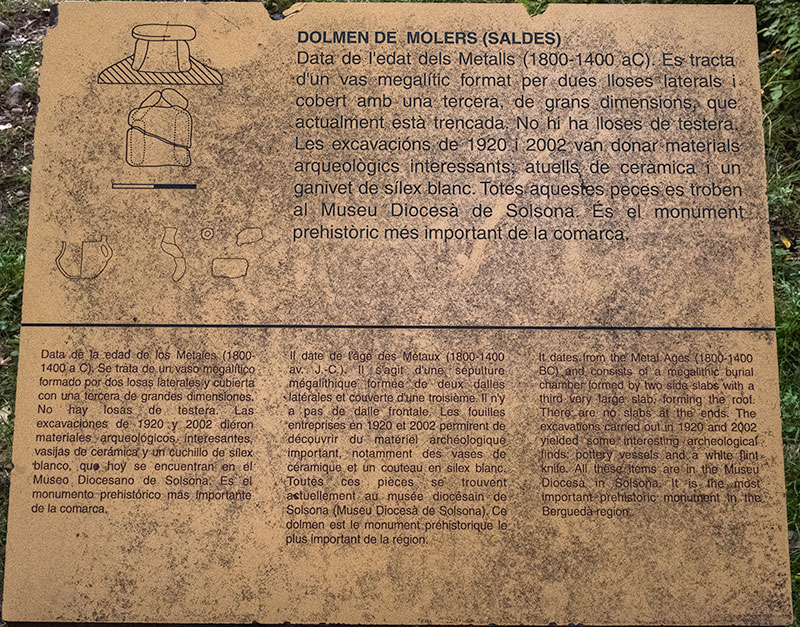 DOLMEN DE MOLERS (SALDES)
Data de l'edat dels Metalls (1800-1400 aC). Es tracta
d'un vas megalític format per dues lloses laterals i
cobert amb una tercera, de grans dimensions, que
actualment està trencada. No hi ha lloses de testera.
Les excavacións de 1920 i 2002 van donar materials
arqueològics interessants, atuells de ceràmica i un
ganivet de sílex blanc. Totes aquestes peces es troben
al Museu Diocesà de Solsona. És el monument
prehistòric més important de la comarca.
Data de la edad de los Metales (1800-
1400 a C). Se trata de un vaso megalítico
formado por dos losas laterales y cubierta
con una tercera de grandes dimensiones.
No hay losas de testera. Las
excavaciones de 1920 y 2002 dieron
materiales arqueológicos, interesantes,
vasijas de cerámica y un cuchillo de sílex
blanco, que hoy se encuentran en el
Museo Diocesano de Solsona. Es el
monumento prehistórico más importante
de la comarca.
Il date de l'âge des Métaux (1800-1400
av. J.-C.). Il s'agit d'une sépulture
mégalithique formée de deux dalles
latérales et couverte d'une troisième. Il n'y
a pas de dalle frontale. Les fouilles
entreprises en 1920 et 2002 permirent de
découvrir du matériel archéologique
important, notamment des vases de
céramique et un couteau en silex blanc.
Toutes ces pièces se trouvent
actuellement au musée diocésain de
Solsona (Museu Diocesà de Solsona). Ce
dolmen est le monument préhistorique le
plus important de la région.
It dates from the Metal Ages (1800-1400
BC) and consists of a megalithic burial
chamber formed by two side slabs with a
third very large slab, forming the roof.
There are no slabs at the ends. The
excavations carried out in 1920 and 2002
yielded some interesting archeological
finds: pottery vessels and a white flint
knife. All these items are in the Museu
Diocesà in Solsona. It is the most
important prehistoric monument in the
Berguedà region.